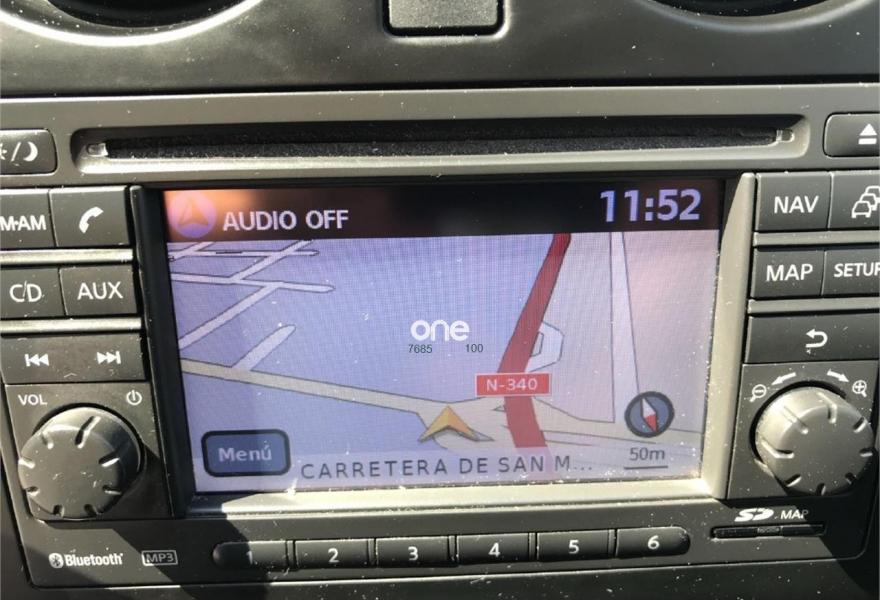 M·AM
NAV
AUDIO OFF
11:52
CD
AUX
MAP
SETUP
one
7685 100
N-340
VOL
Menú
50m
CARRETERA DE SAN M...
SD MAP
Bluetooth
MP3
1 2 3 4 5 6